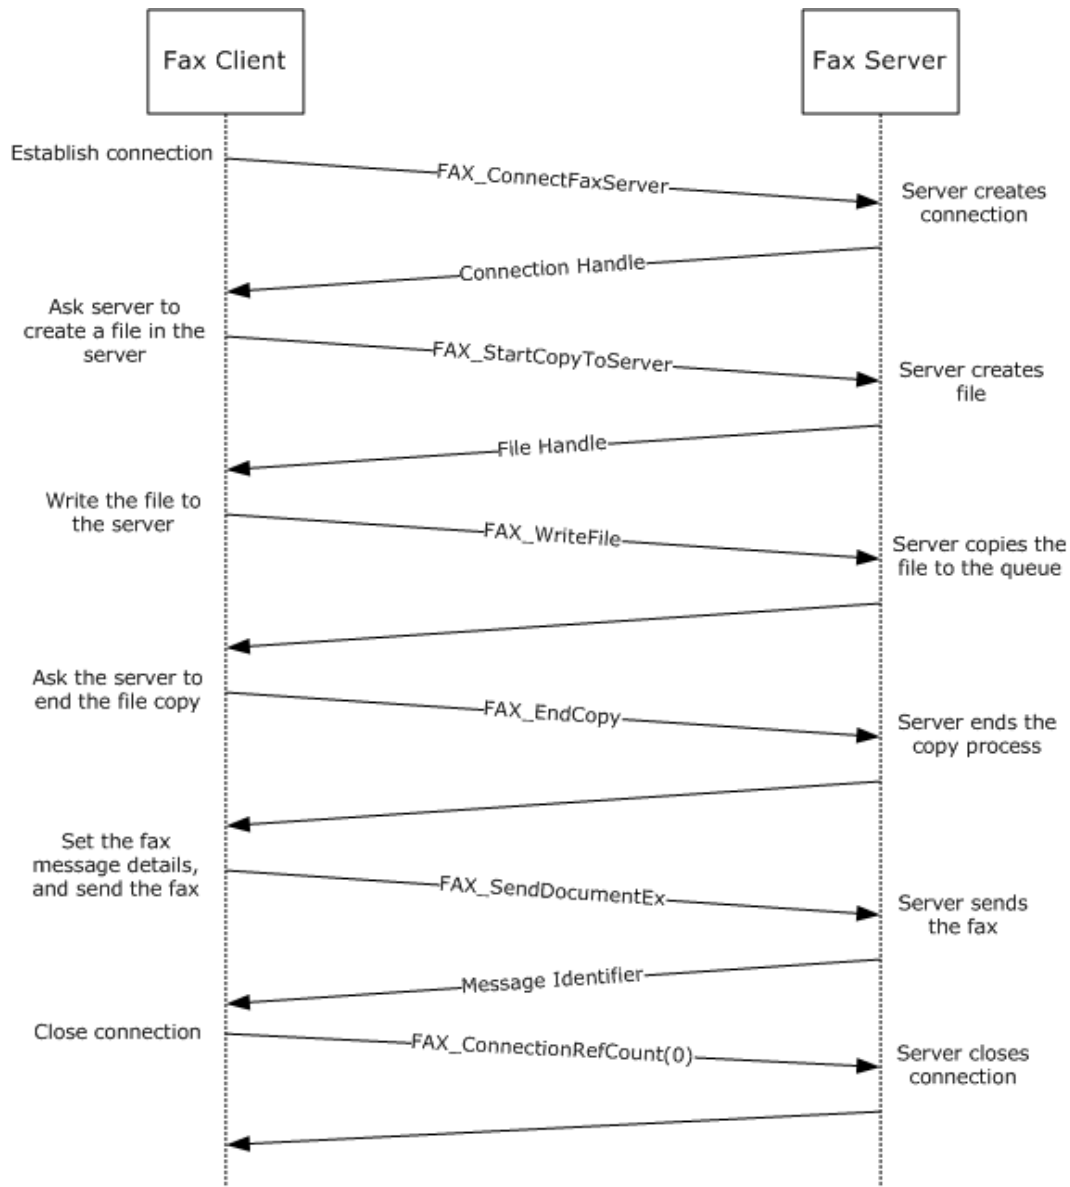 Fax Client
Fax Server
Establish connection
FAX_ConnectFaxServer
Server creates
connection
Connection Handle
Ask server to
create a file in the
server
FAX_StartCopyToServer
Server creates
file
File Handle
Write the file to
the server
FAX_WriteFile
Server copies the
file to the queue
Ask the server to
end the file copy
FAX_EndCopy
Server ends the
copy process
Set the fax
message details,
and send the fax
FAX_SendDocumentEx
Server sends
the fax
Message Identifier
Close connection
FAX_ConnectionRefCount(0)
Server closes
connection